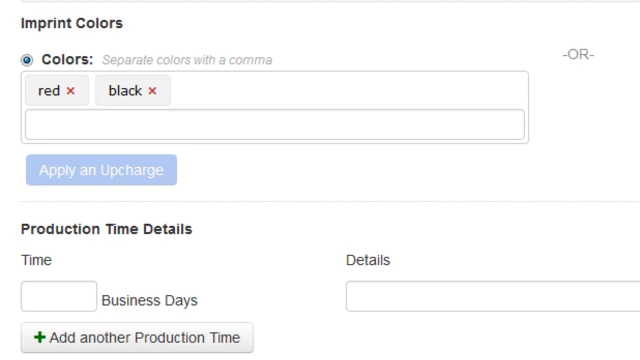 Imprint Colors
Colors: Separate colors with a comma
-OR-
red × black ×
Apply an Upcharge
Production Time Details
Time Details
Business Days
Add another Production Time